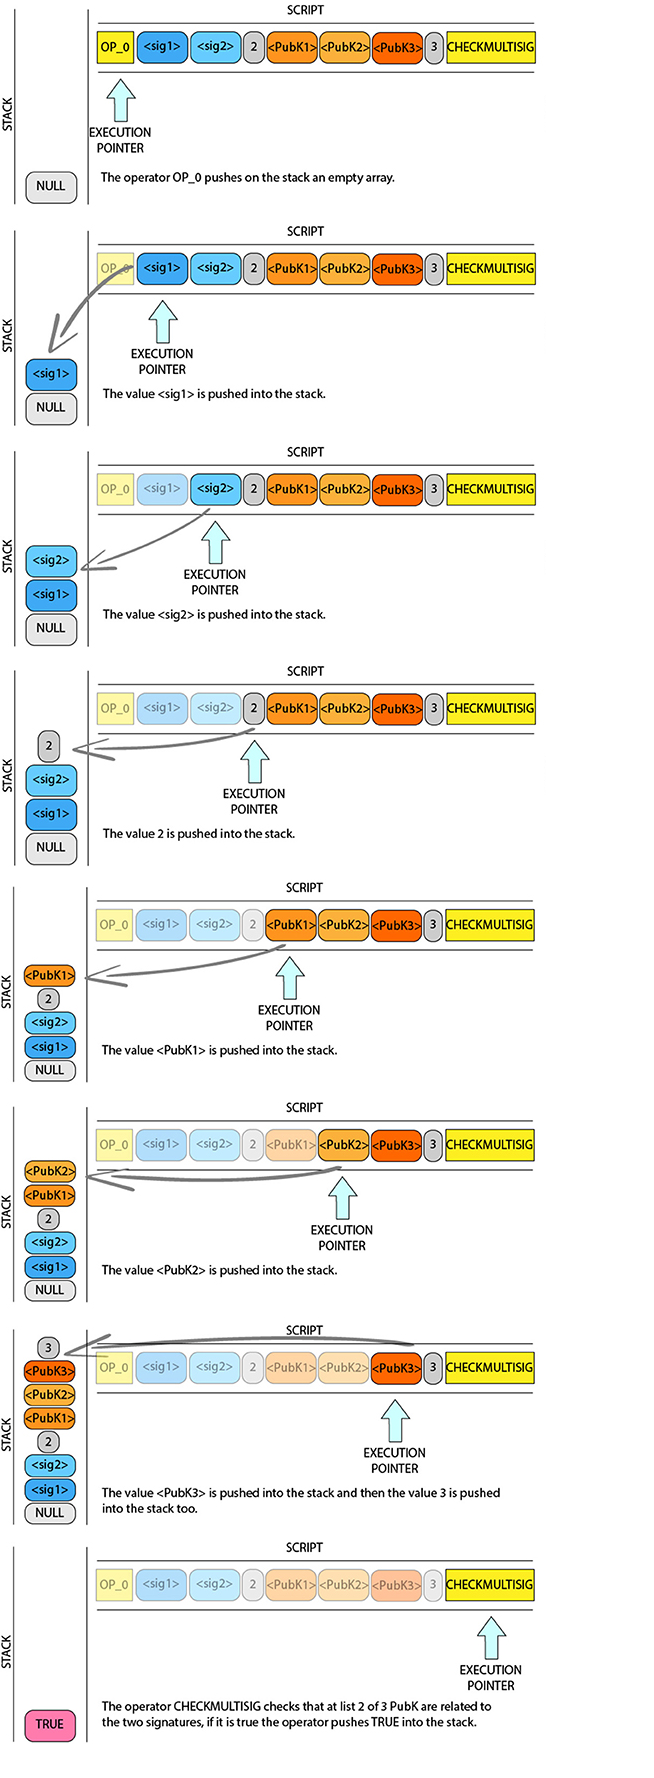 SCRIPT
OP_0 <sig1> <sig2> 2 <PubK1> <PubK2> <PubK3> 3 CHECKMULTISIG
STACK
EXECUTION
POINTER
NULL
The operator OP_0 pushes on the stack an empty array.
SCRIPT
OP_0 <sig1> <sig2> 2 <PubK1> <PubK2> <PubK3> 3 CHECKMULTISIG
STACK
EXECUTION
POINTER
<sig1>
NULL
The value <sig1> is pushed into the stack.
SCRIPT
OP_0 <sig1> <sig2> 2 <PubK1> <PubK2> <PubK3> 3 CHECKMULTISIG
STACK
EXECUTION
POINTER
<sig2>
<sig1>
NULL
The value <sig2> is pushed into the stack.
SCRIPT
OP_0 <sig1> <sig2> 2 <PubK1> <PubK2> <PubK3> 3 CHECKMULTISIG
STACK
EXECUTION
POINTER
2
<sig2>
<sig1>
NULL
The value 2 is pushed into the stack.
SCRIPT
OP_0 <sig1> <sig2> 2 <PubK1> <PubK2> <PubK3> 3 CHECKMULTISIG
STACK
EXECUTION
POINTER
<PubK1>
2
<sig2>
<sig1>
NULL
The value <PubK1> is pushed into the stack.
SCRIPT
OP_0 <sig1> <sig2> 2 <PubK1> <PubK2> <PubK3> 3 CHECKMULTISIG
STACK
EXECUTION
POINTER
<PubK2>
<PubK1>
2
<sig2>
<sig1>
NULL
The value <PubK2> is pushed into the stack.
SCRIPT
OP_0 <sig1> <sig2> 2 <PubK1> <PubK2> <PubK3> 3 CHECKMULTISIG
STACK
EXECUTION
POINTER
3
<PubK3>
<PubK2>
<PubK1>
2
<sig2>
<sig1>
NULL
The value <PubK3> is pushed into the stack and then the value 3 is pushed
into the stack too.
SCRIPT
OP_0 <sig1> <sig2> 2 <PubK1> <PubK2> <PubK3> 3 CHECKMULTISIG
STACK
EXECUTION
POINTER
TRUE
The operator CHECKMULTISIG checks that at list 2 of 3 PubK are related to
the two signatures, if it is true the operator pushes TRUE into the stack.